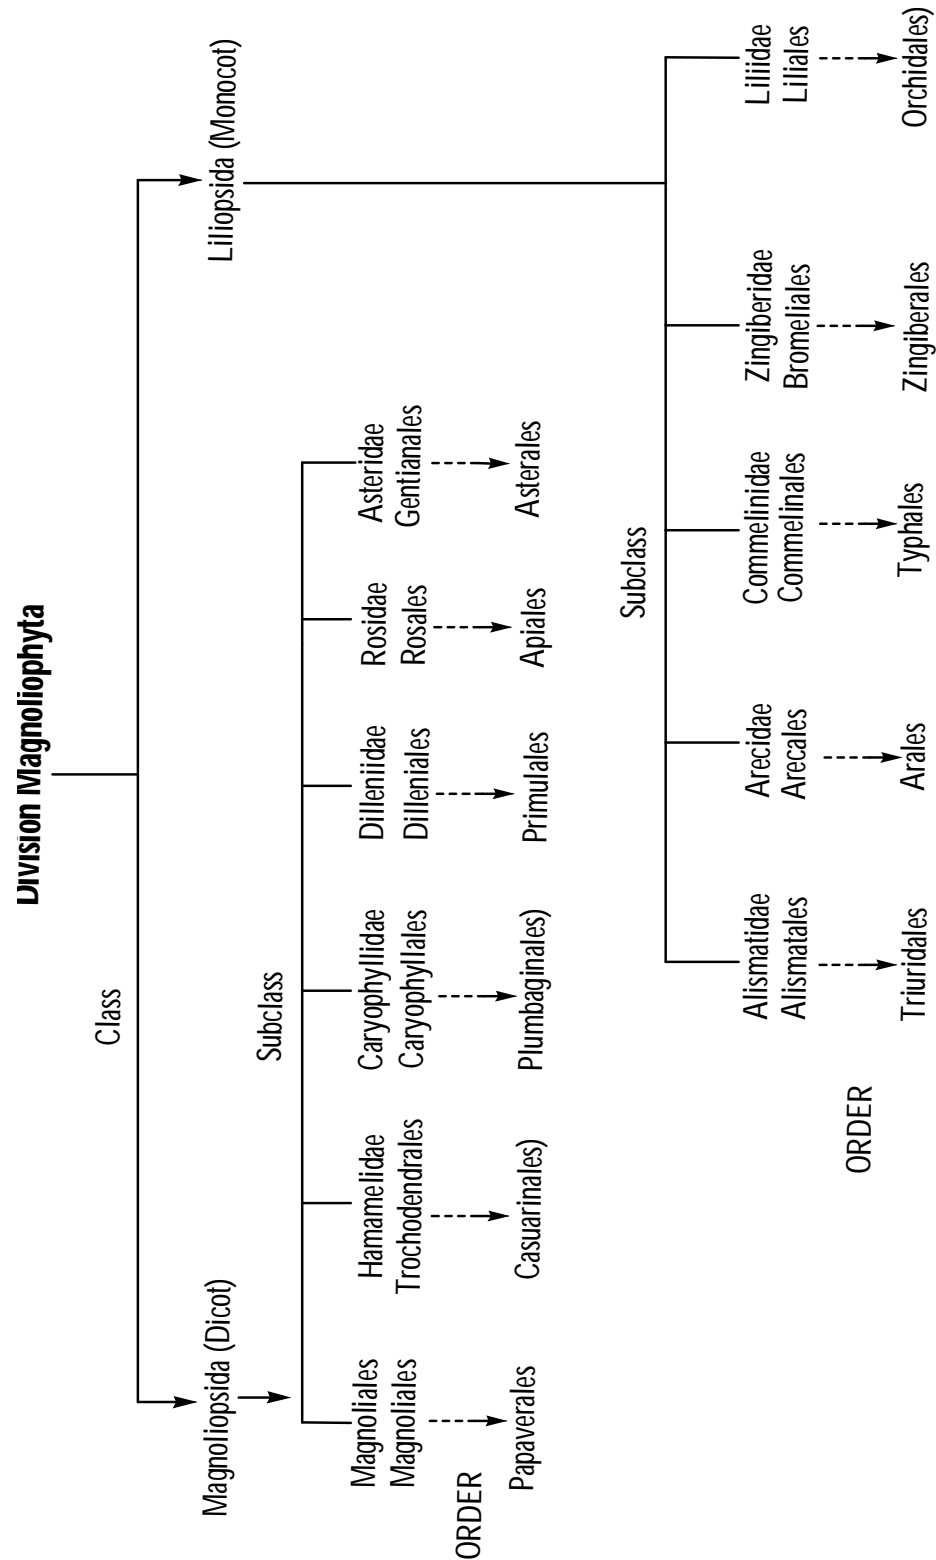 Division Magnoliophyta
Class
Magnoliopsida (Dicot)
Liliopsida (Monocot)
Subclass
Magnoliales
Magnoliales
Hamamelidae
Trochodendrales
Caryophyllidae
Caryophyllales
Dilleniidae
Dilleniales
Rosidae
Rosales
Asteridae
Gentianales
ORDER
Papaverales
Casuarinales)
Plumbaginales)
Primulales
Apiales
Asterales
Subclass
Alismatidae
Alismatales
Arecidae
Arecales
Commelinidae
Commelinales
Zingiberidae
Bromeliales
Liliidae
Liliales
ORDER
Triuridales
Arales
Typhales
Zingiberales
Orchidales)